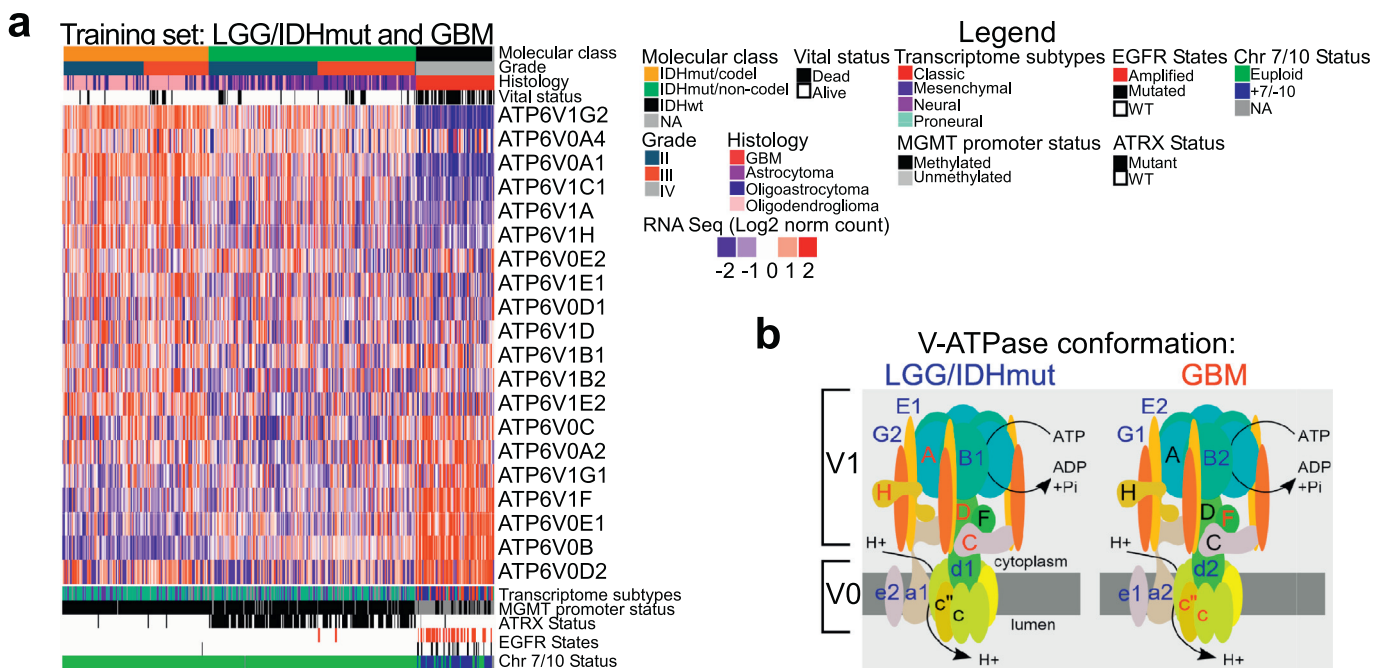 a
Training set: LGG/IDHmut and GBM
Molecular class
Grade
Histology
Vital status
ATP6V1G2
ATP6V0A4
ATP6V0A1
ATP6V1C1
ATP6V1A
ATP6V1H
ATP6V0E2
ATP6V1E1
ATP6V0D1
ATP6V1D
ATP6V1B1
ATP6V1B2
ATP6V1E2
ATP6V0C
ATP6V0A2
ATP6V1G1
ATP6V1F
ATP6V0E1
ATP6V0B
ATP6V0D2
Transcriptome subtypes
MGMT promoter status
ATRX Status
EGFR States
Chr 7/10 Status
Legend
Molecular class
IDHmut/codel
IDHmut/non-codel
IDHwt
NA
Vital status
Dead
Alive
Transcriptome subtypes
Classic
Mesenchymal
Neural
Proneural
EGFR States
Amplified
Mutated
WT
Chr 7/10 Status
Euploid
+7/-10
NA
Grade
II
III
IV
Histology
GBM
Astrocytoma
Oligoastrocytoma
Oligodendroglioma
MGMT promoter status
Methylated
Unmethylated
ATRX Status
Mutant
WT
RNA Seq (Log2 norm count)
-2 -1 0 1 2
b
V-ATPase conformation:
LGG/IDHmut
GBM
V1
V0
E1
G2
A
B1
H
D
F
C
ATP
ADP
+Pi
H+
d1
cytoplasm
e2
a1
c"
c
lumen
H+
E2
G1
A
B2
H
D
F
C
ATP
ADP
+Pi
H+
d2
e1
a2
c"
c
H+